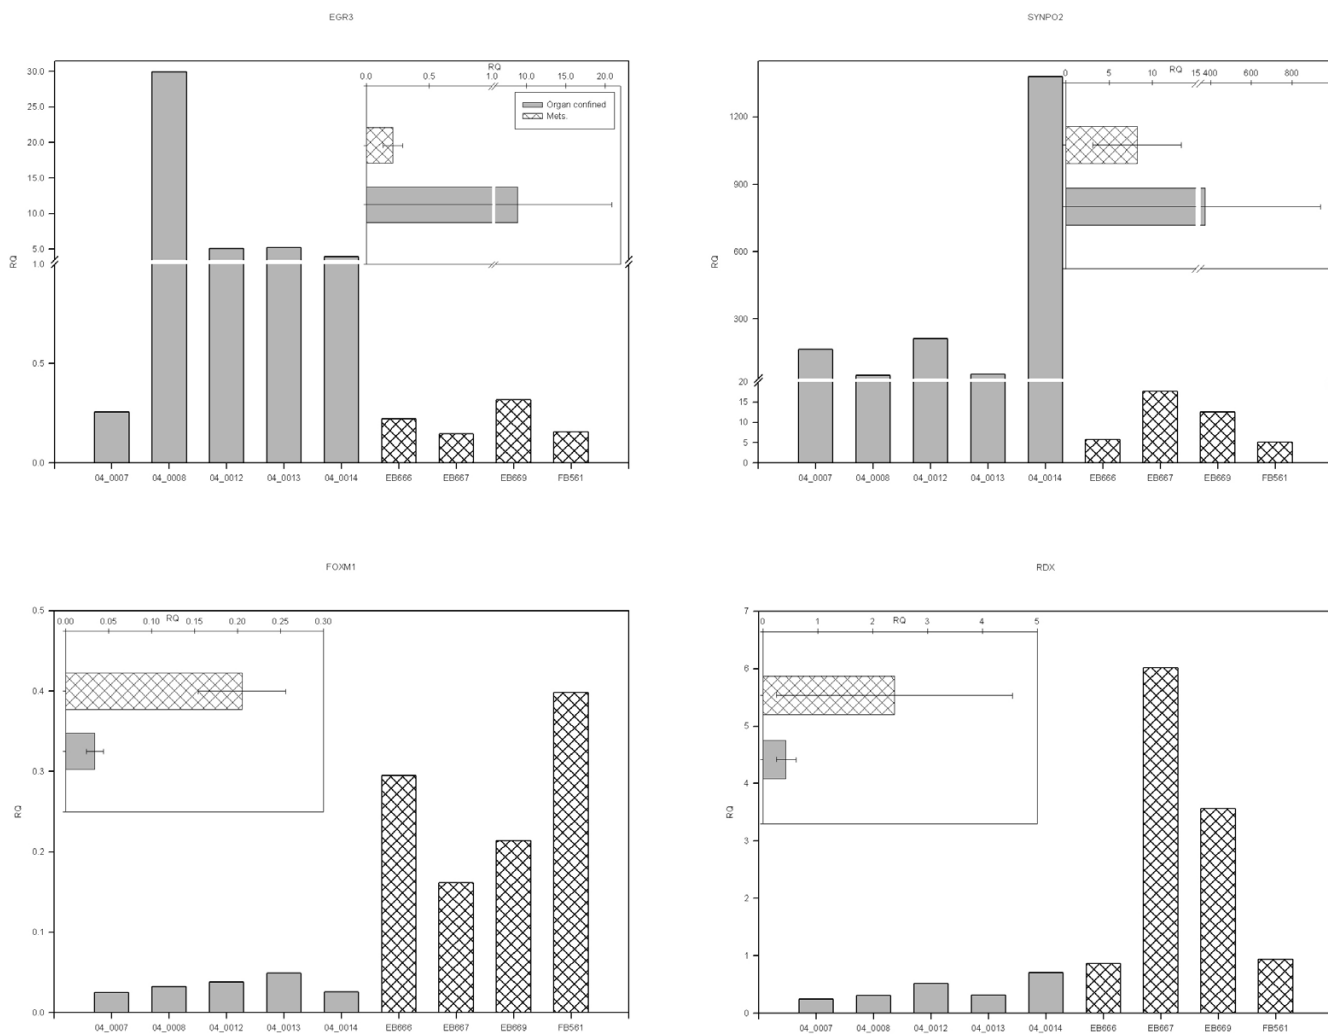 EGR3
RQ
0.0 0.5 1.0 10.0 15.0 20.0
Organ confined
Mets.
30.0
25.0
20.0
15.0
10.0
5.0
1.0
0.5
0.0
RQ
04_0007 04_0008 04_0012 04_0013 04_0014 EB666 EB667 EB669 FB561
SYNPO2
RQ
0 5 10 15 400 600 800
1200
900
600
300
20
15
10
5
0
RQ
04_0007 04_0008 04_0012 04_0013 04_0014 EB666 EB667 EB669 FB561
FOXM1
0.00 0.05 0.10 0.15 0.20 0.25 0.30
RQ
0.5
0.4
0.3
0.2
0.1
0.0
RQ
04_0007 04_0008 04_0012 04_0013 04_0014 EB666 EB667 EB669 FB561
RDX
0 1 2 RQ 3 4 5
7
6
5
4
3
2
1
0
RQ
04_0007 04_0008 04_0012 04_0013 04_0014 EB666 EB667 EB669 FB561